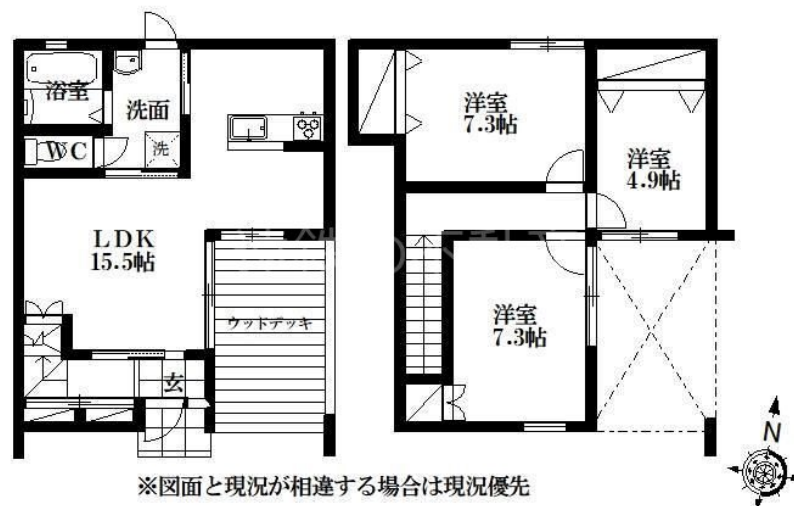 浴室
洗面
WC
洗
LDK
15.5帖
ウッドデッキ
玄
洋室
7.3帖
洋室
4.9帖
洋室
7.3帖
N
※図面と現況が相違する場合は現況優先